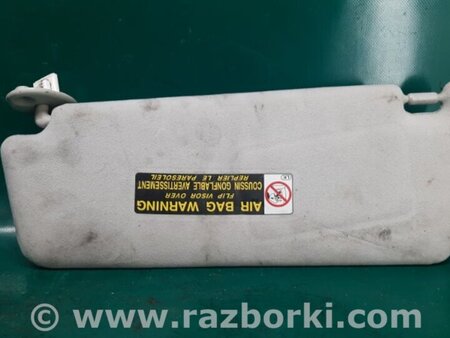 AIR BAG WARNING
FLIP VISOR OVER
COUSSIN GONFLABLE AVERTISSEMENT
REPLIER LE PARESOLEIL
© www.razborki.com